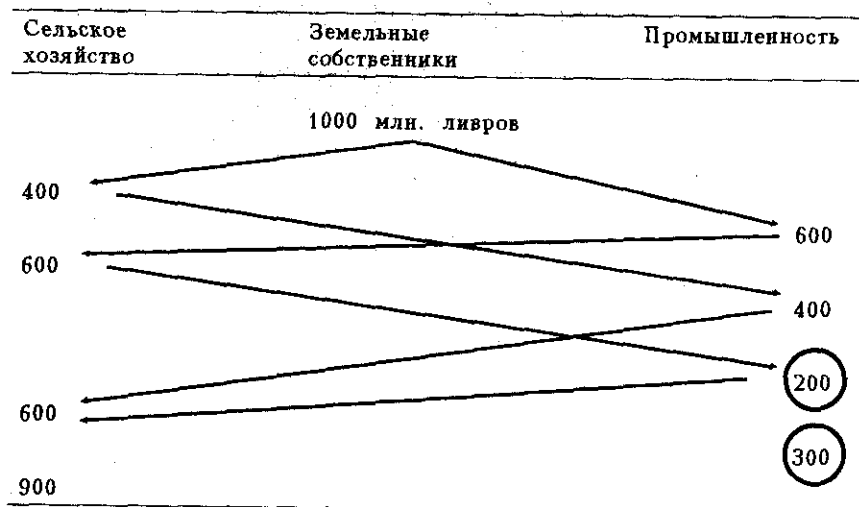 Сельское хозяйство
Земельные собственники
Промышленность
1000 млн. ливров
400
600
600
400
200
600
300
900